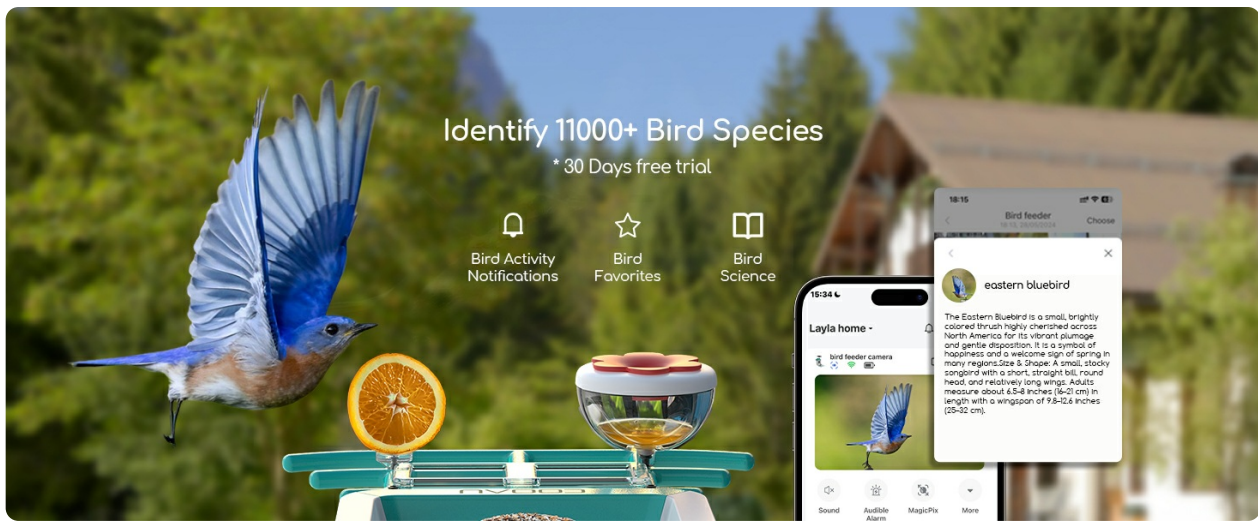 Identify 11000+ Bird Species
* 30 Days free trial
Bird Activity
Notifications
Bird
Favorites
Bird
Science
15:34
Layla home
bird feeder camera
Sound
Audible
Alarm
MagicPix
More
18:15
Bird feeder
Choose
eastern bluebird
The Eastern Bluebird is a small, brightly
colored thrush highly cherished across
North America for its vibrant plumage
and gentle disposition. It is a symbol of
happiness and a welcome sign of spring in
many regions.Size & Shape: A small, stocky
songbird with a short, straight bill, round
head, and relatively long wings. Adults
measure about 6.5–8 inches (16–21 cm) in
length with a wingspan of 9.8–12.6 inches
(25–32 cm).